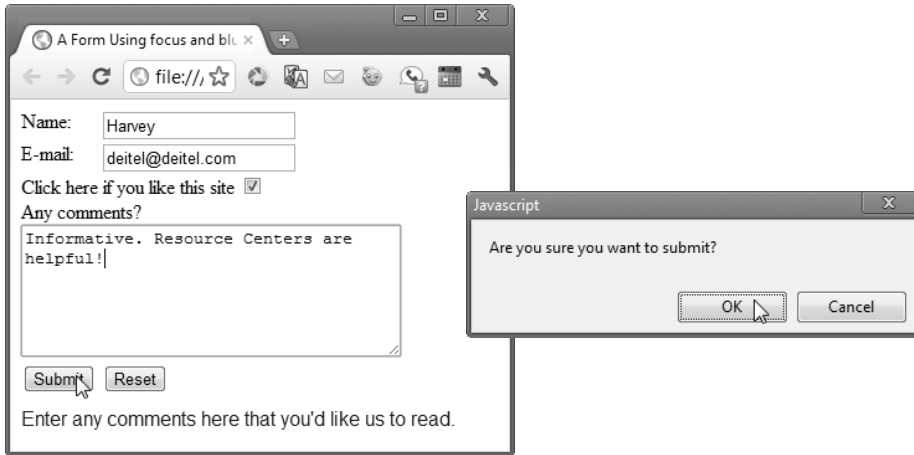 A Form Using focus and blu
file:///
Name: Harvey
E-mail: deitel@deitel.com
Click here if you like this site
Any comments?
Informative. Resource Centers are
helpful!
Submit Reset
Enter any comments here that you'd like us to read.
Javascript
Are you sure you want to submit?
OK Cancel